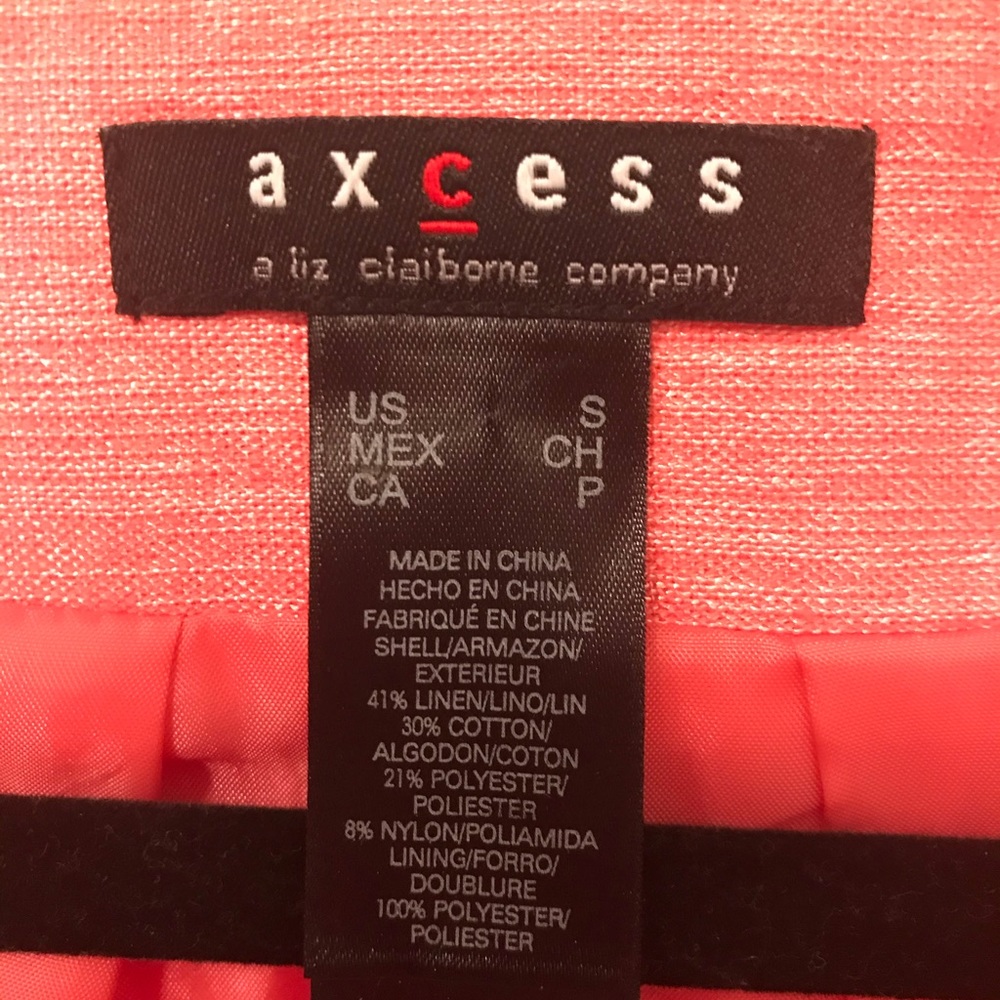 axcess
a liz claiborne company
US S
MEX CH
CA P
MADE IN CHINA
HECHO EN CHINA
FABRIQUÉ EN CHINE
SHELL/ARMAZON/
EXTERIEUR
41% LINEN/LINO/LIN
30% COTTON/
ALGODON/COTON
21% POLYESTER/
POLIESTER
8% NYLON/POLIAMIDA
LINING/FORRO/
DOUBLURE
100% POLYESTER/
POLIESTER